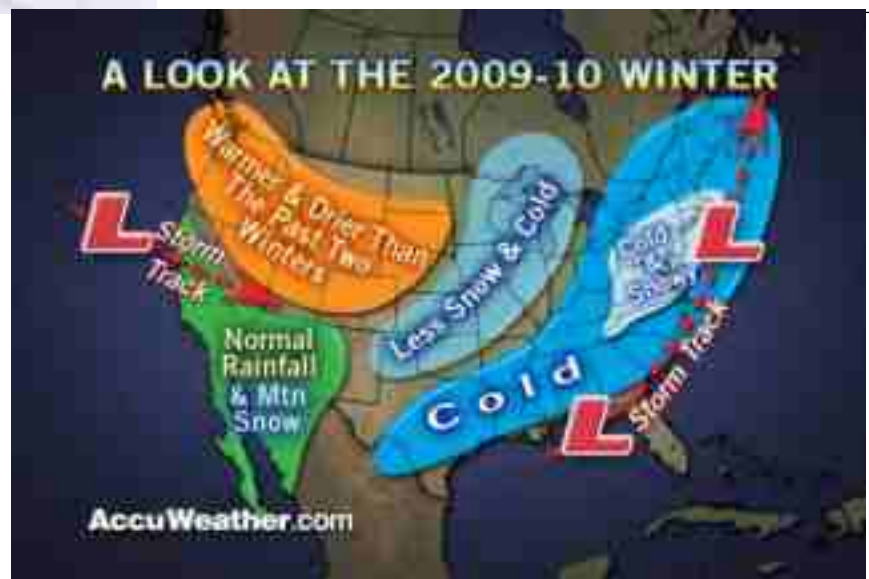 A LOOK AT THE 2009-10 WINTER
Warmer & Drier Than
The Past Two
Winters
L
Storm
Track
Less Snow & Cold
Cold
&
Snowy
L
Normal
Rainfall
& Mtn
Snow
Cold
Storm Track
L
AccuWeather.com